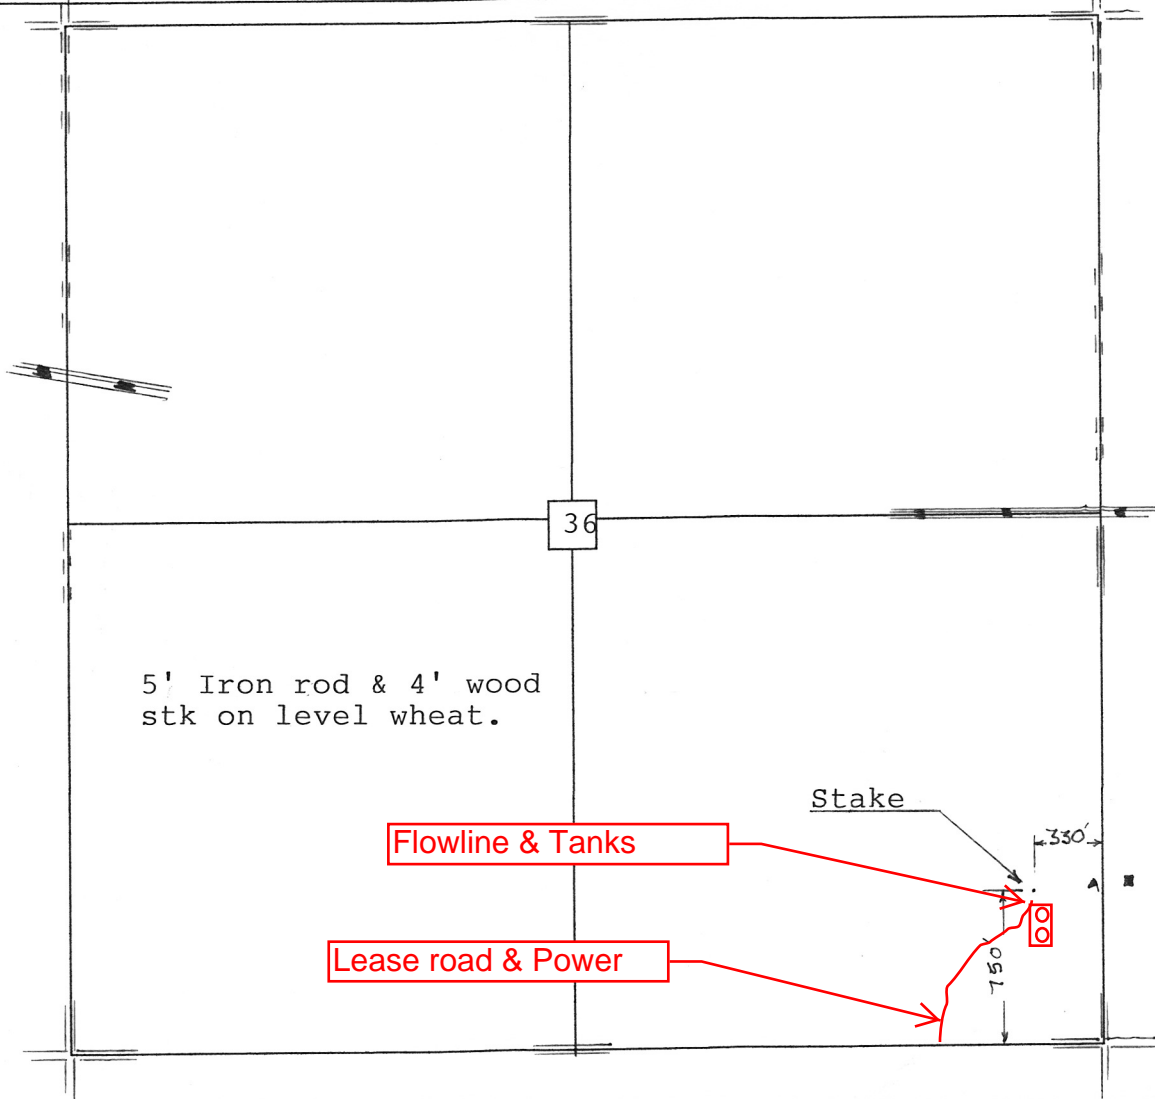 36
5' Iron rod & 4' wood
stk on level wheat.
Stake
Flowline & Tanks
330'
Lease road & Power
750'